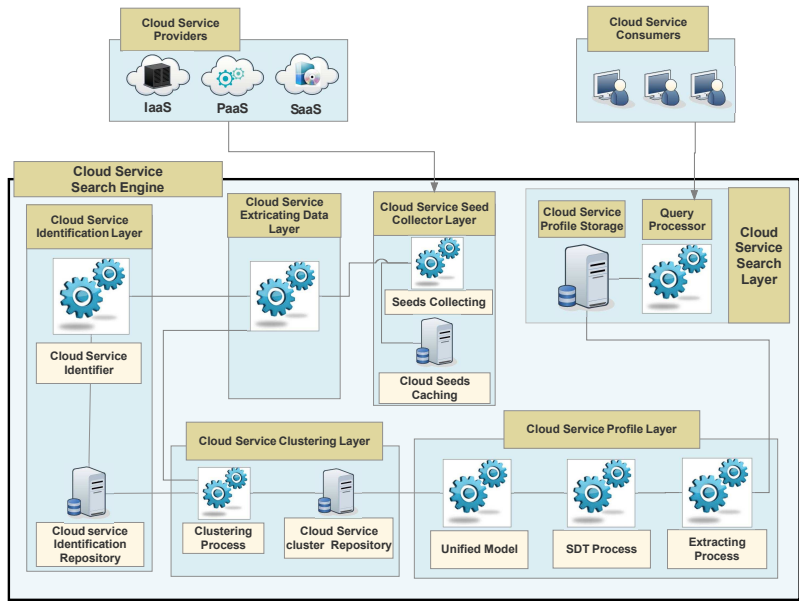 Cloud Service
Providers
IaaS
PaaS
SaaS
Cloud Service
Consumers
Cloud Service
Search Engine
Cloud Service
Identification Layer
Cloud Service
Identifier
Cloud service
Identification
Repository
Cloud Service
Extricating Data
Layer
Cloud Service Seed
Collector Layer
Seeds Collecting
Cloud Seeds
Caching
Cloud Service
Profile Storage
Query
Processor
Cloud
Service
Search
Layer
Cloud Service Clustering Layer
Clustering
Process
Cloud Service
cluster Repository
Cloud Service Profile Layer
Unified Model
SDT Process
Extracting
Process